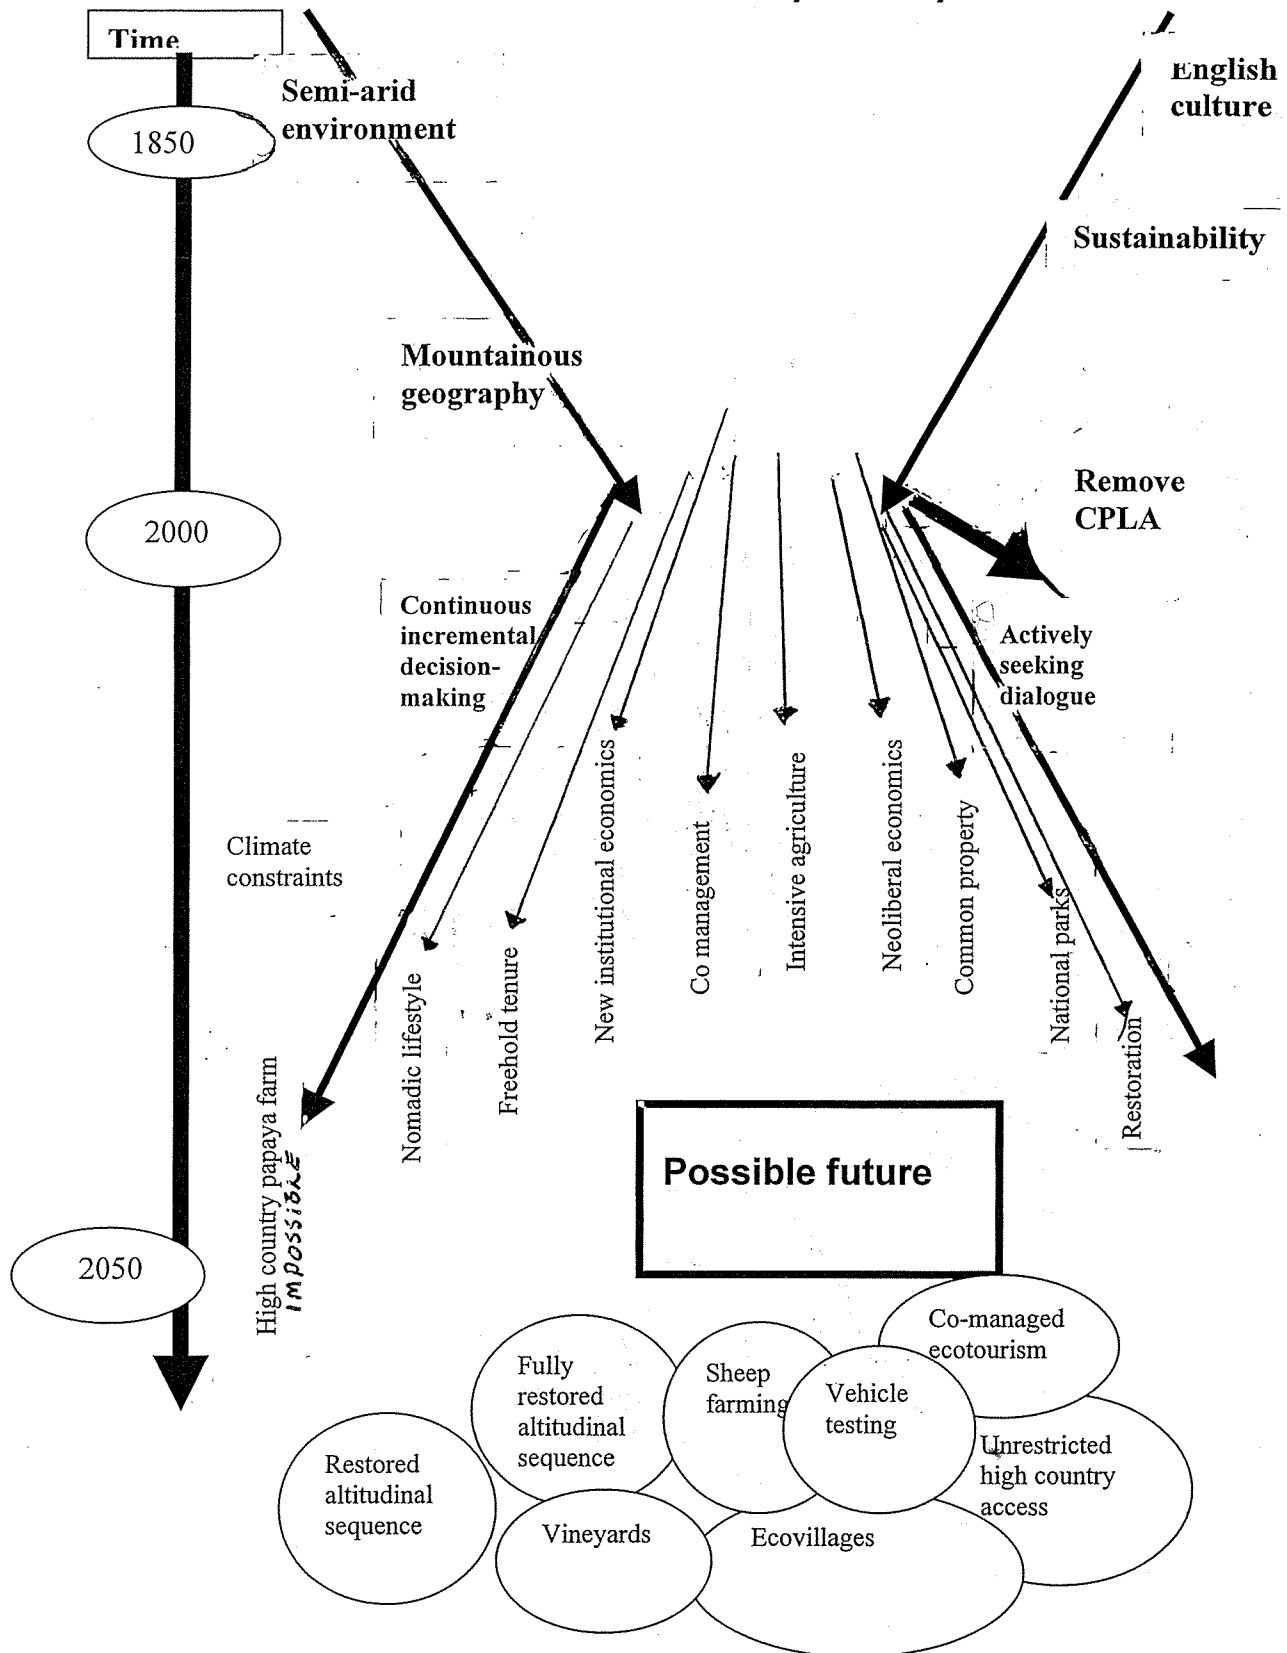 Time
1850
Semi-arid
environment
English
culture
Sustainability
Mountainous
geography
2000
Remove
CPLA
Continuous
incremental
decision-
making
Actively
seeking
dialogue
Climate
constraints
High country papaya farm
IMPOSSIBLE
Nomadic lifestyle
Freehold tenure
New institutional economics
Co management
Intensive agriculture
Neoliberal economics
Common property
National parks
Restoration
Possible future
2050
Co-managed
ecotourism
Fully
restored
altitudinal
sequence
Sheep
farming
Vehicle
testing
Unrestricted
high country
access
Restored
altitudinal
sequence
Vineyards
Ecovillages